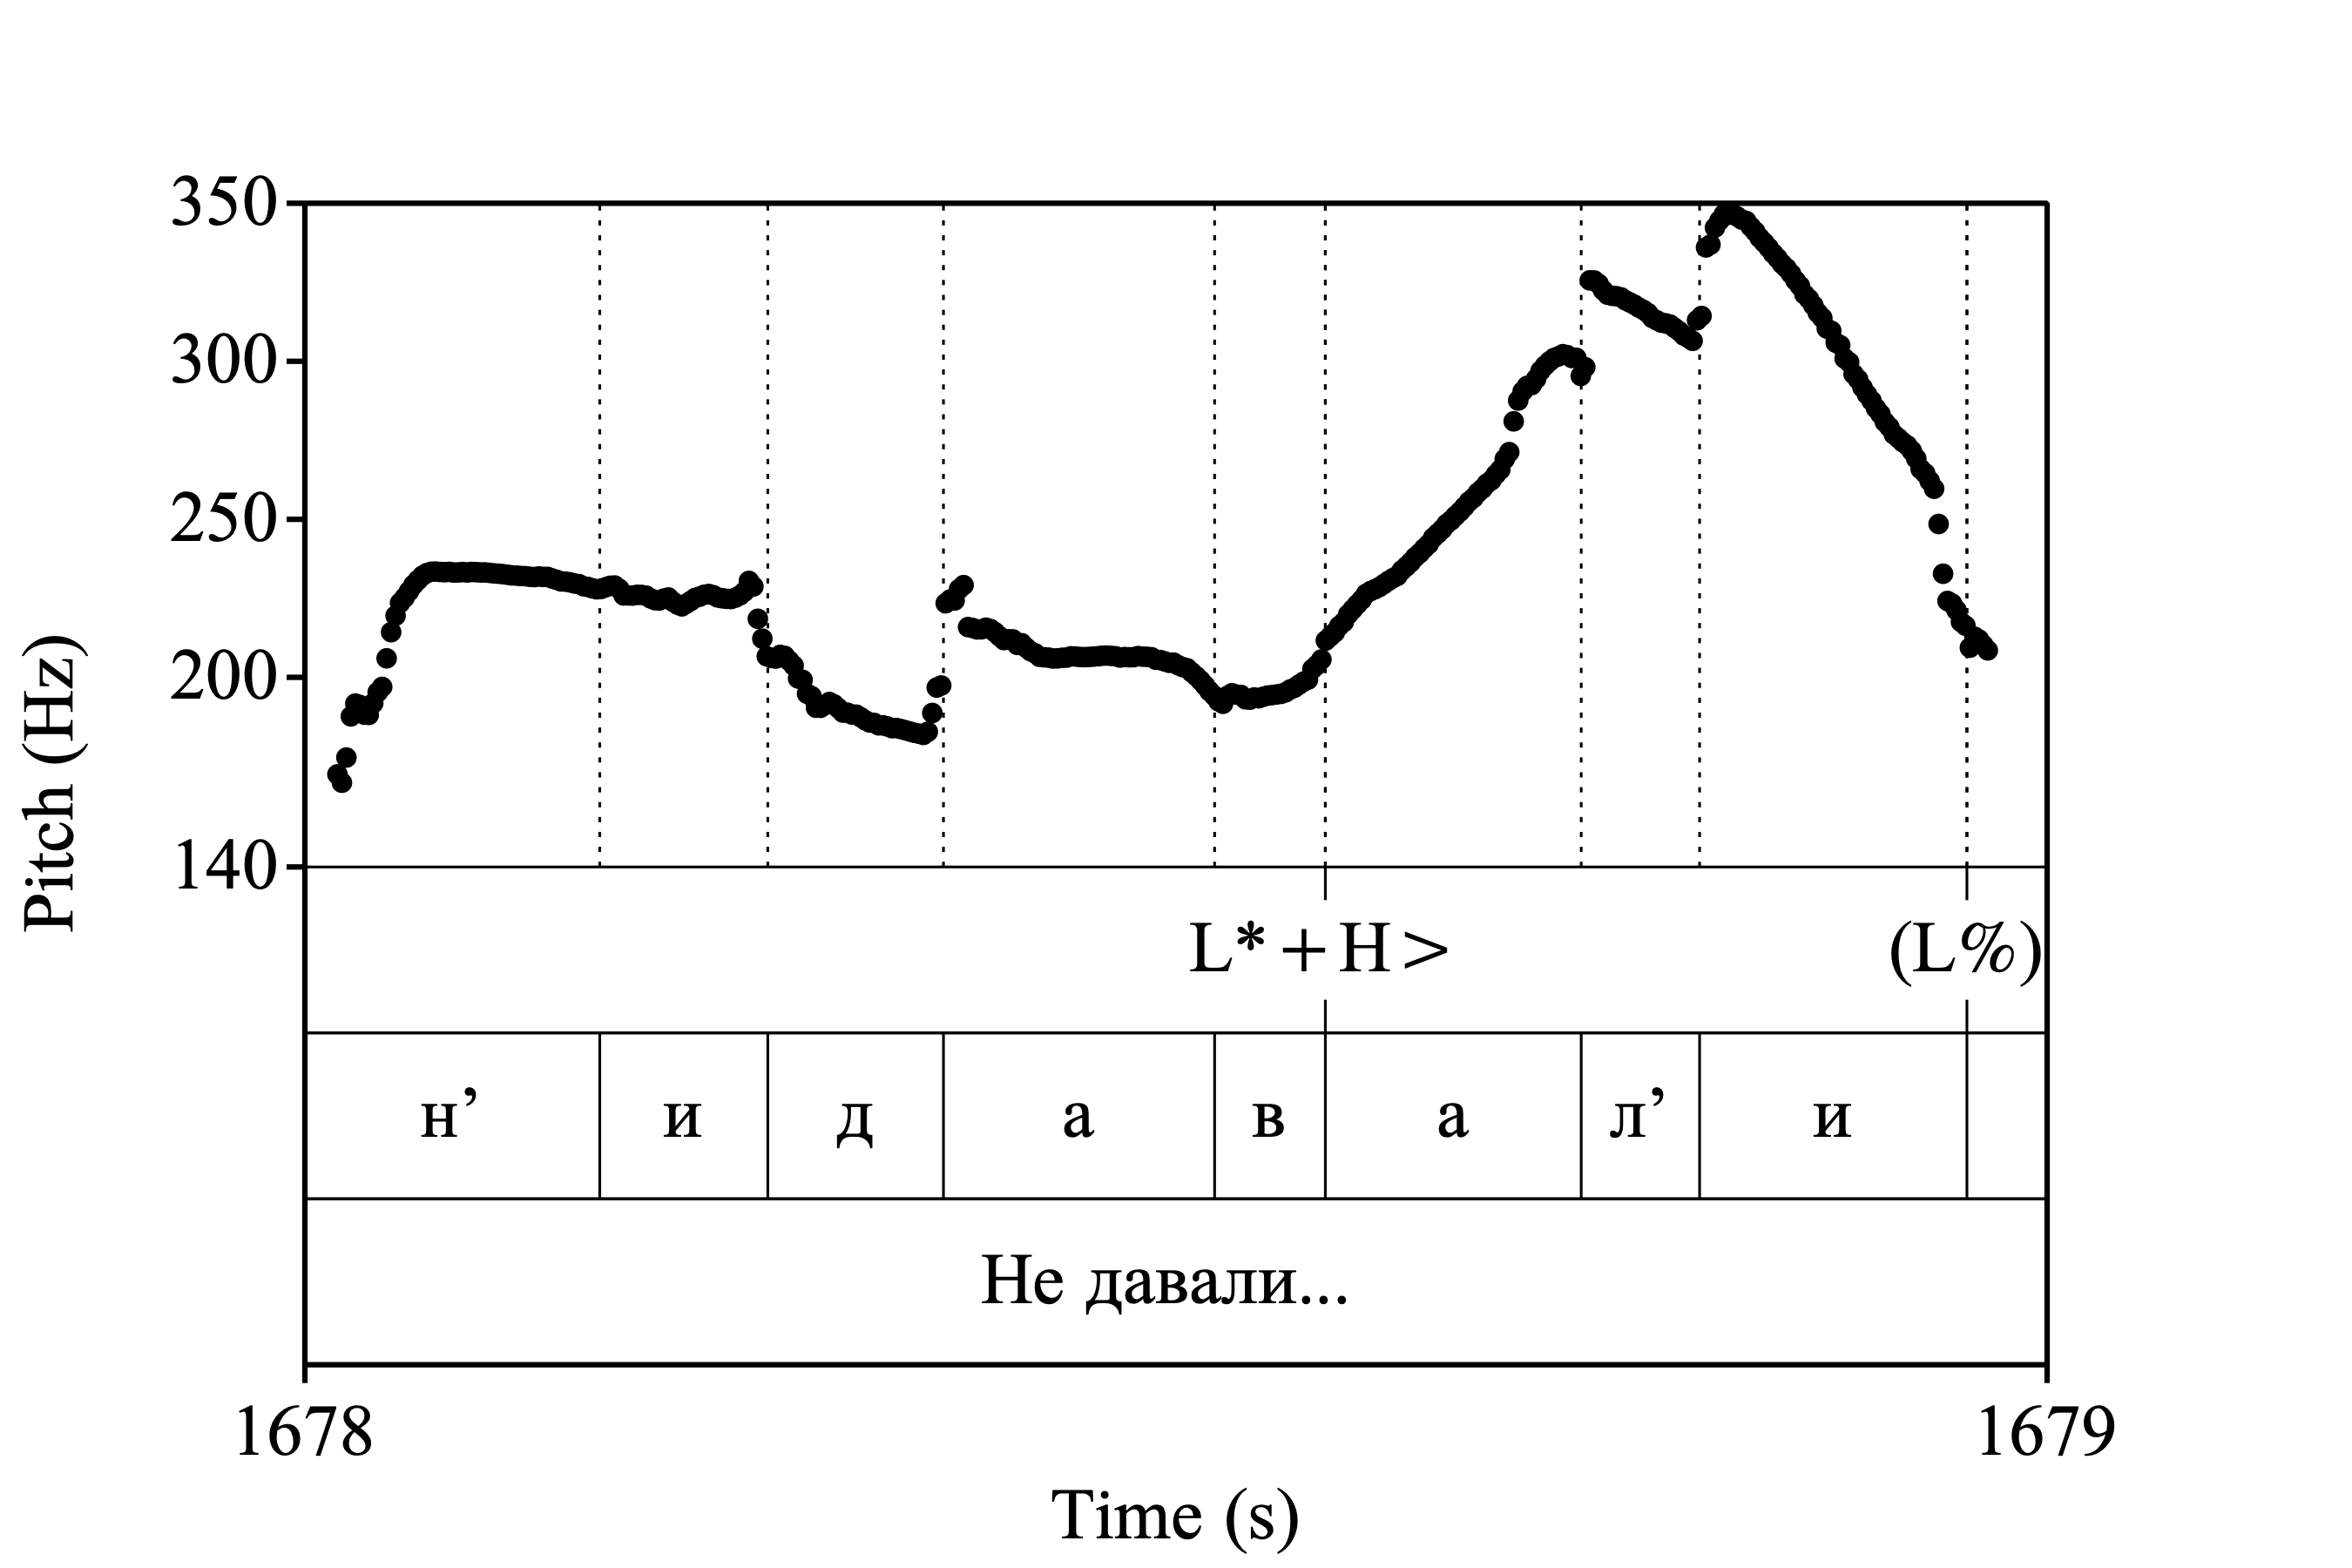 350
300
250
200
140
Pitch (Hz)
L*+H> (L%)
н’ и д а в а л’ и
Не давали...
1678 1679
Time (s)